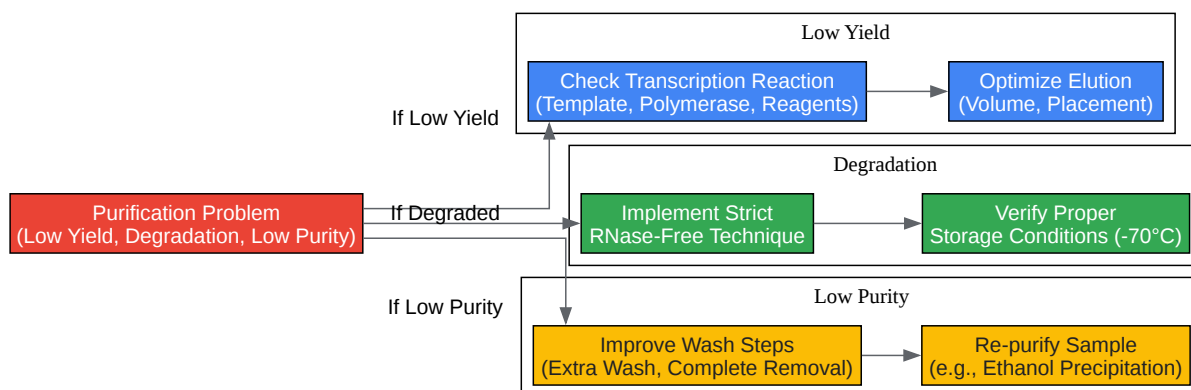 Low Yield
Check Transcription Reaction
(Template, Polymerase, Reagents)
Optimize Elution
(Volume, Placement)
If Low Yield
Degradation
Purification Problem
(Low Yield, Degradation, Low Purity)
If Degraded
Implement Strict
RNase-Free Technique
Verify Proper
Storage Conditions (-70°C)
If Low Purity
Low Purity
Improve Wash Steps
(Extra Wash, Complete Removal)
Re-purify Sample
(e.g., Ethanol Precipitation)